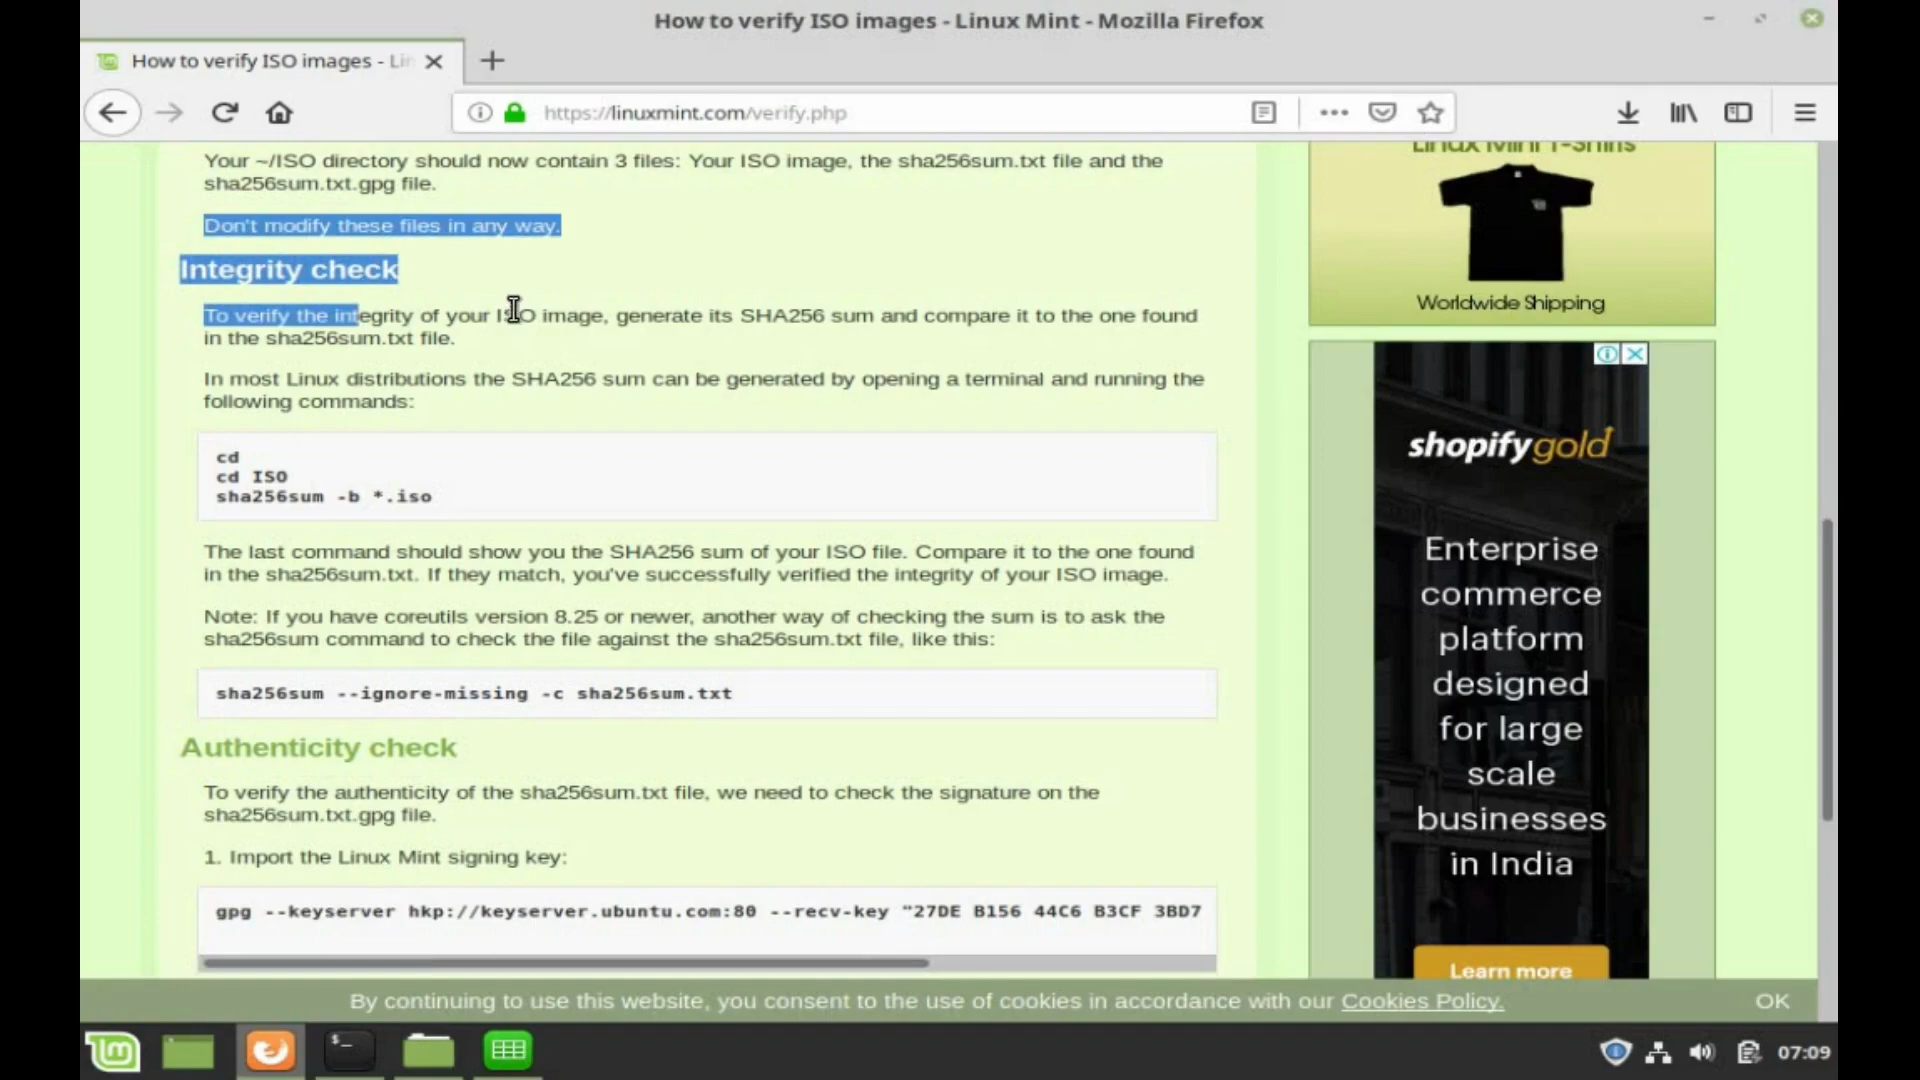 How to verify ISO images - Linux Mint - Mozilla Firefox
How to verify ISO images - Li
https://linuxmint.com/verify.php
Your ~/ISO directory should now contain 3 files: Your ISO image, the sha256sum.txt file and the
sha256sum.txt.gpg file.
Don't modify these files in any way.
Integrity check
To verify the integrity of your ISO image, generate its SHA256 sum and compare it to the one found
in the sha256sum.txt file.
In most Linux distributions the SHA256 sum can be generated by opening a terminal and running the
following commands:
cd
cd ISO
sha256sum -b *.iso
The last command should show you the SHA256 sum of your ISO file. Compare it to the one found
in the sha256sum.txt. If they match, you've successfully verified the integrity of your ISO image.
Note: If you have coreutils version 8.25 or newer, another way of checking the sum is to ask the
sha256sum command to check the file against the sha256sum.txt file, like this:
sha256sum --ignore-missing -c sha256sum.txt
Authenticity check
To verify the authenticity of the sha256sum.txt file, we need to check the signature on the
sha256sum.txt.gpg file.
1. Import the Linux Mint signing key:
gpg --keyserver hkp://keyserver.ubuntu.com:80 --recv-key "27DE B156 44C6 B3CF 3BD7
Linux Mint T-Shirts
Worldwide Shipping
shopifygold
Enterprise
commerce
platform
designed
for large
scale
businesses
in India
Learn more
By continuing to use this website, you consent to the use of cookies in accordance with our Cookies Policy.
OK
07:09